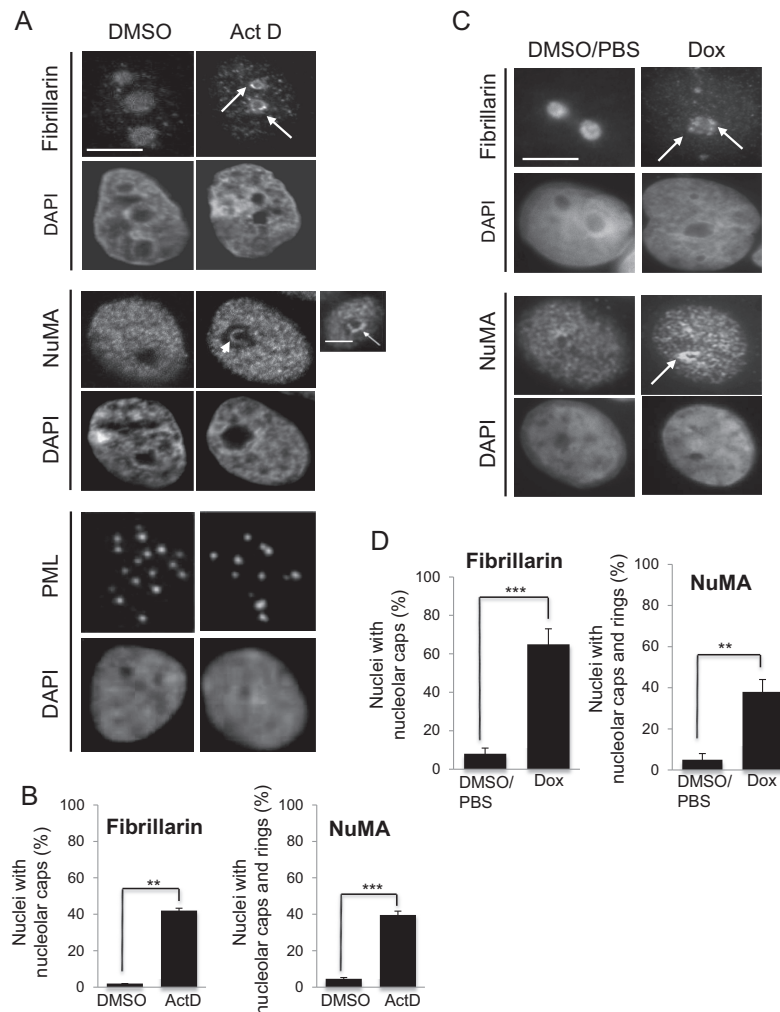 A
DMSO
Act D
Fibrillarin
DAPI
NuMA
DAPI
PML
DAPI
B
Fibrillarin
Nuclei with
nucleolar caps (%)
100
80
60
40
20
0
**
DMSO
ActD
NuMA
Nuclei with
nucleolar caps and rings (%)
100
80
60
40
20
0
***
DMSO
ActD
C
DMSO/PBS
Dox
Fibrillarin
DAPI
NuMA
DAPI
D
Fibrillarin
Nuclei with
nucleolar caps (%)
100
80
60
40
20
0
***
DMSO/
PBS
Dox
NuMA
Nuclei with
nucleolar caps and rings (%)
100
80
60
40
20
0
**
DMSO/
PBS
Dox